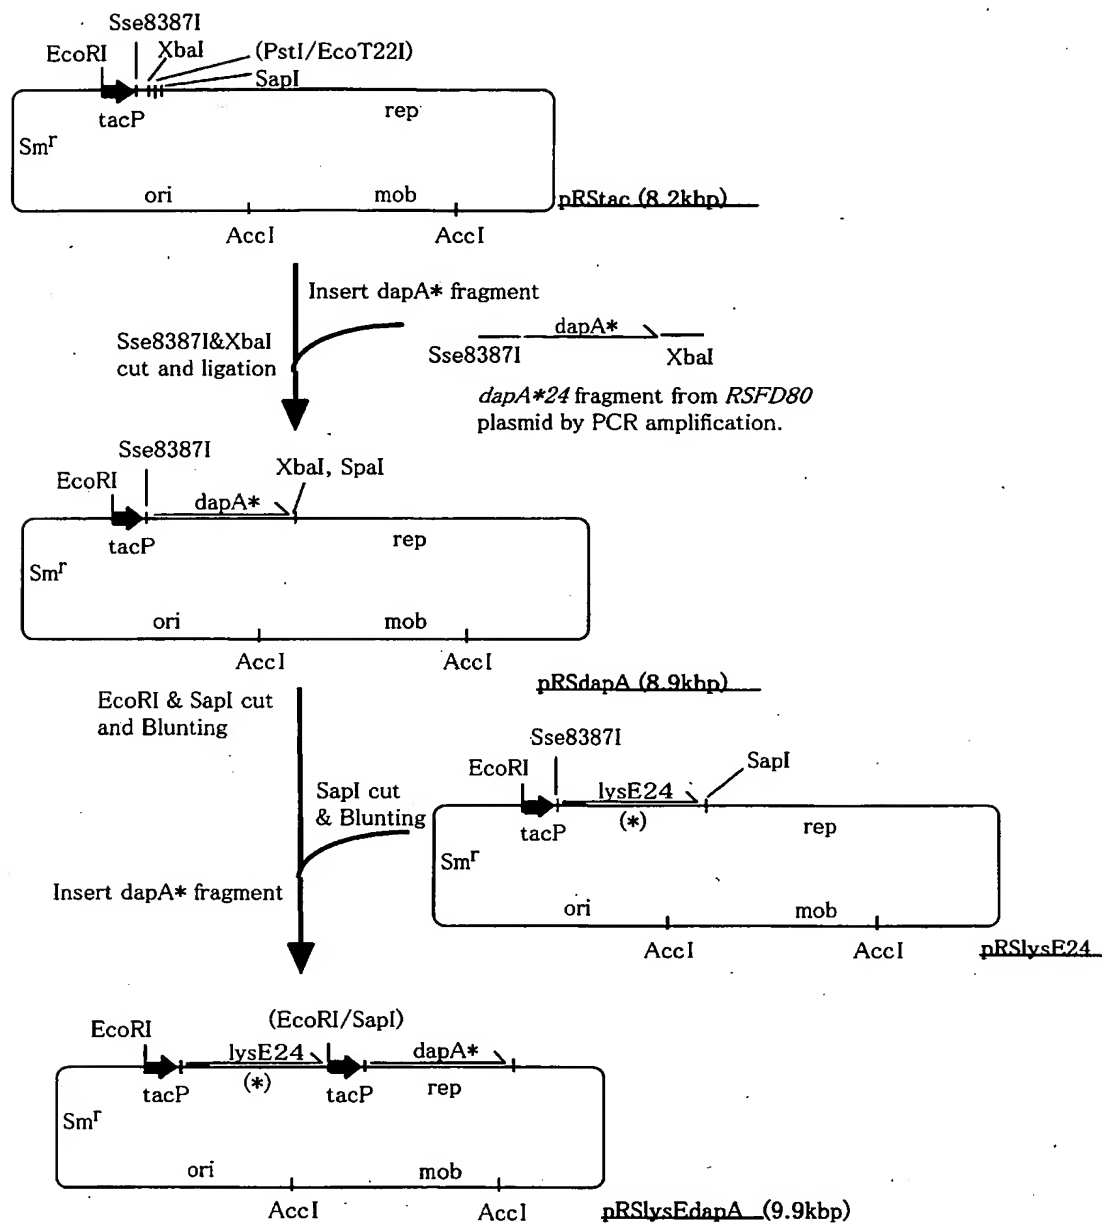 Sse8387I
EcoRI
XbaI
(PstI/EcoT22I)
SapI
tacP
rep
Smr
ori
mob
pRStac (8.2kbp)
AccI
AccI
Insert dapA* fragment
Sse8387I&XbaI
cut and ligation
dapA*
Sse8387I
XbaI
dapA*24 fragment from RSFD80
plasmid by PCR amplification.
Sse8387I
EcoRI
XbaI, SpaI
dapA*
tacP
rep
Smr
ori
mob
AccI
AccI
pRSdapA (8.9kbp)
EcoRI & SapI cut
and Blunting
Sse8387I
EcoRI
SapI
lysE24
SapI cut
& Blunting
tacP
(*)
rep
Smr
Insert dapA* fragment
ori
mob
AccI
AccI
pRSlysE24
EcoRI
(EcoRI/SapI)
lysE24
dapA*
tacP
(*)
tacP
rep
Smr
ori
mob
AccI
AccI
pRSlysEdapA (9.9kbp)